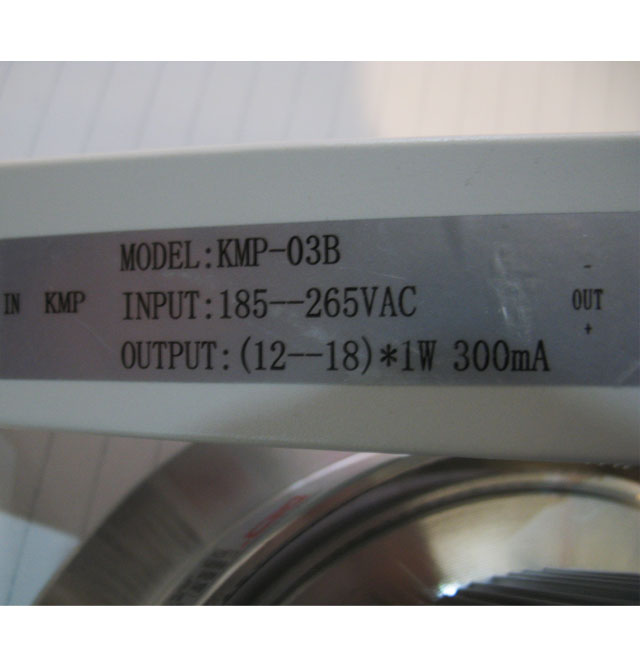 MODEL:KMP-03B
IN KMP INPUT:185--265VAC
OUTPUT:(12--18)*1W 300mA
-
OUT
+